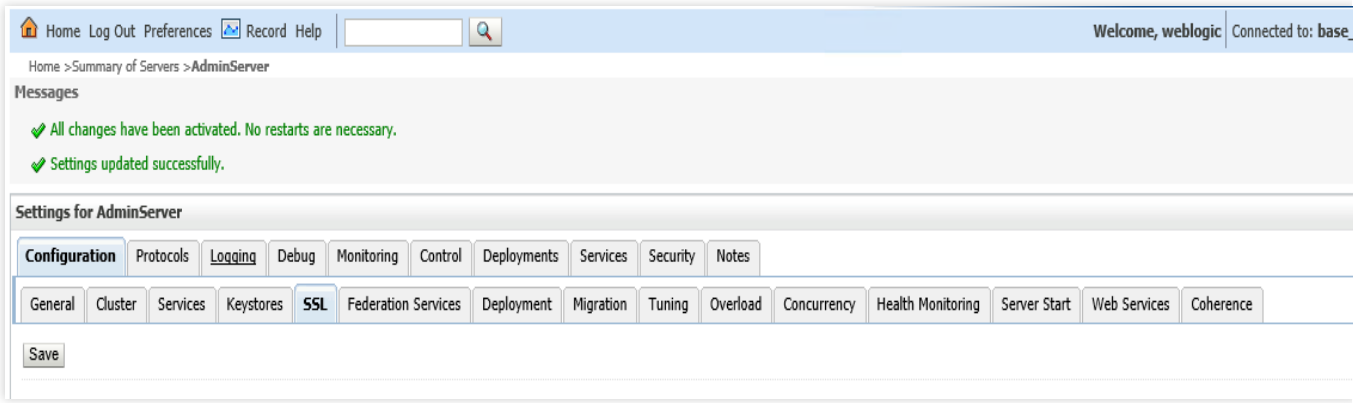 Home Log Out Preferences Record Help
Welcome, weblogic Connected to: base_
Home >Summary of Servers >AdminServer
Messages
All changes have been activated. No restarts are necessary.
Settings updated successfully.
Settings for AdminServer
Configuration Protocols Logging Debug Monitoring Control Deployments Services Security Notes
General Cluster Services Keystores SSL Federation Services Deployment Migration Tuning Overload Concurrency Health Monitoring Server Start Web Services Coherence
Save